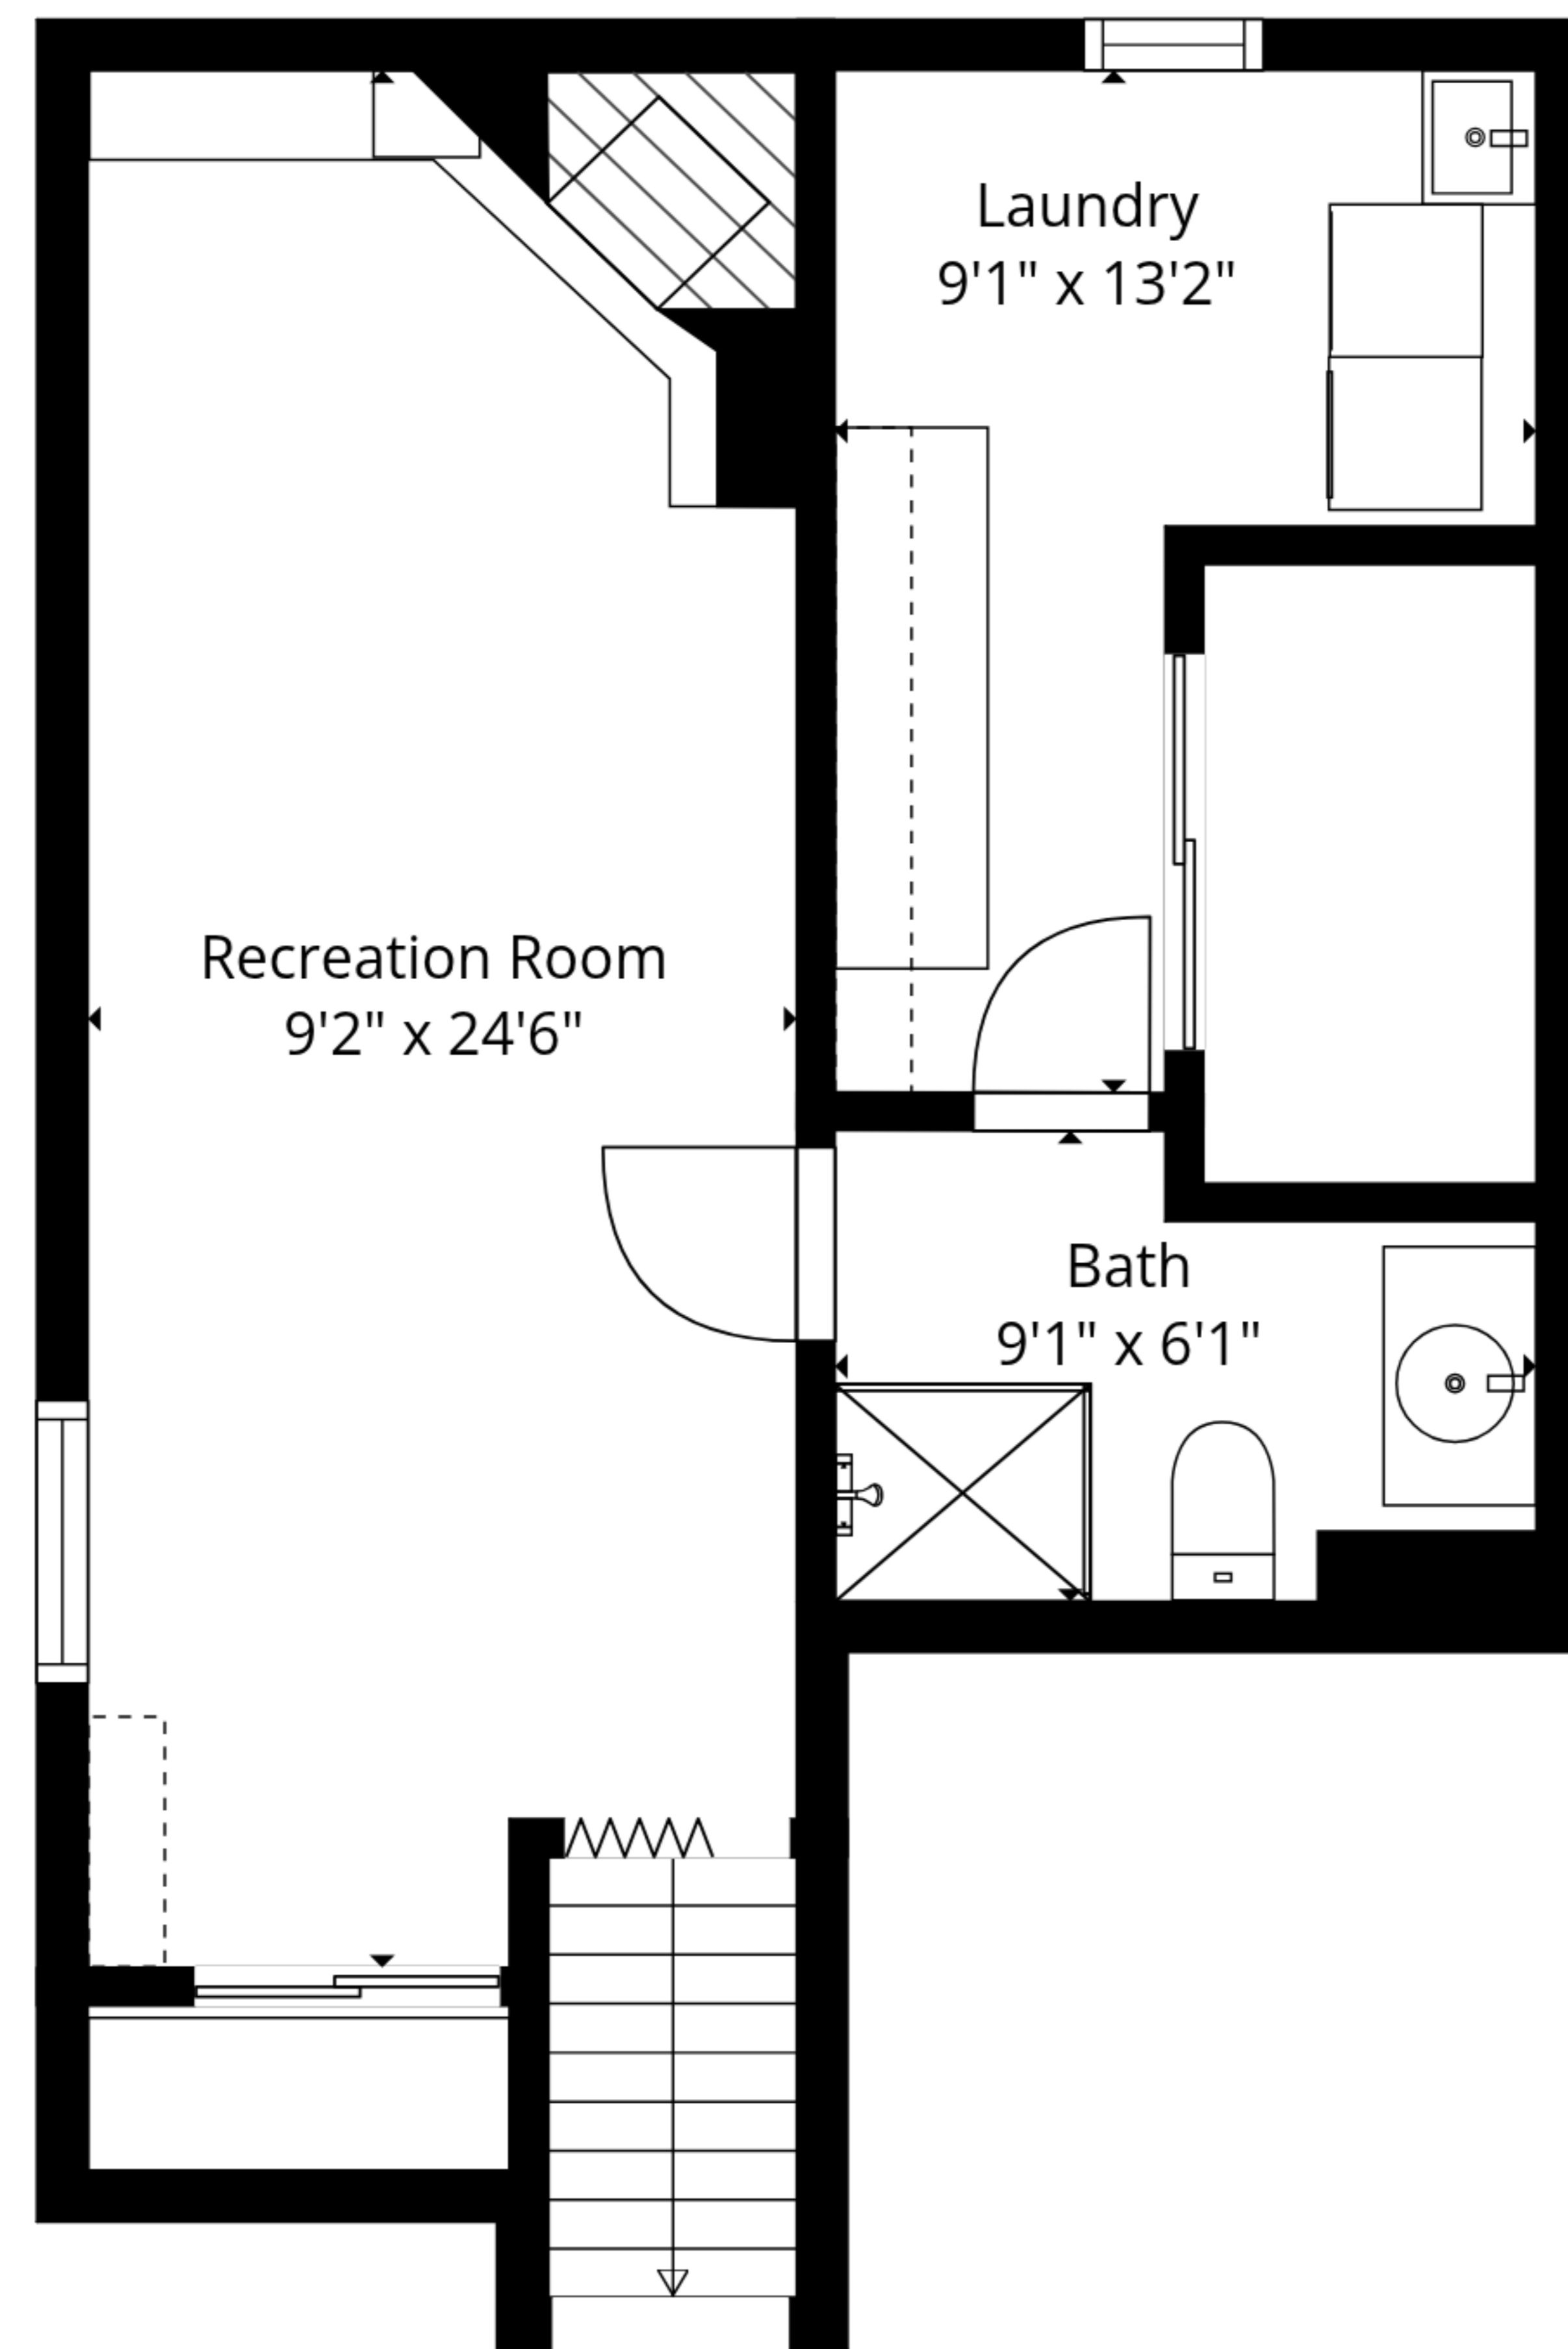 Laundry
9'1" x 13'2"
Recreation Room
9'2" x 24'6"
Bath
9'1" x 6'1"